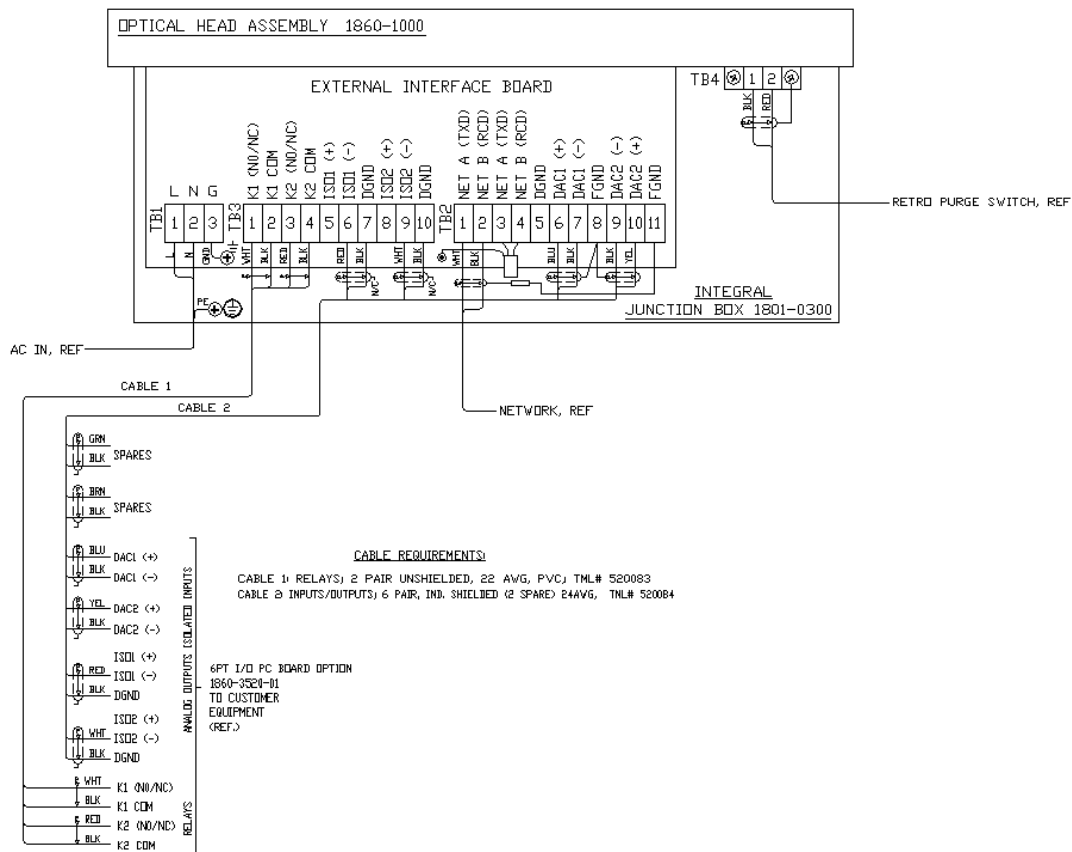 OPTICAL HEAD ASSEMBLY 1860-1000
EXTERNAL INTERFACE BOARD
TB4 1 2
BLK
RED
L N G
K1 (NO/NC)
K1 COM
K2 (NO/NC)
K2 COM
ISO1 (+)
ISO1 (-)
DGND
ISO2 (+)
ISO2 (-)
DGND
NET A (TXD)
NET B (RCD)
NET A (TXD)
NET B (RCD)
DGND
DAC1 (+)
DAC1 (-)
FGND
DAC2 (-)
DAC2 (+)
FGND
TB1 1 2 3
TB3 1 2 3 4 5 6 7 8 9 10
TB2 1 2 3 4 5 6 7 8 9 10 11
L
N
GND
WHT
BLK
RED
BLK
RED
BLK
N/C
WHT
BLK
N/C
WHT
BLK
BLU
BLK
BLK
YEL
RETRO PURGE SWITCH, REF
PE
INTEGRAL
JUNCTION BOX 1801-0300
AC IN, REF
CABLE 1
CABLE 2
NETWORK, REF
GRN
BLK
SPARES
BRN
BLK
SPARES
BLU DAC1 (+)
BLK DAC1 (-)
YEL DAC2 (+)
BLK DAC2 (-)
ISO1 (+)
RED ISO1 (-)
BLK DGND
ISO2 (+)
WHT ISO2 (-)
BLK DGND
WHT K1 (NO/NC)
BLK K1 COM
RED K2 (NO/NC)
BLK K2 COM
ANALOG OUTPUTS ISOLATED INPUTS
RELAYS
6PT I/O PC BOARD OPTION
1860-3520-01
TO CUSTOMER
EQUIPMENT
(REF.)
CABLE REQUIREMENTS:
CABLE 1: RELAYS; 2 PAIR UNSHIELDED, 22 AWG, PVC; TML# 520083
CABLE 2: INPUTS/OUTPUTS; 6 PAIR, IND. SHIELDED (2 SPARE) 24AWG, TML# 520084